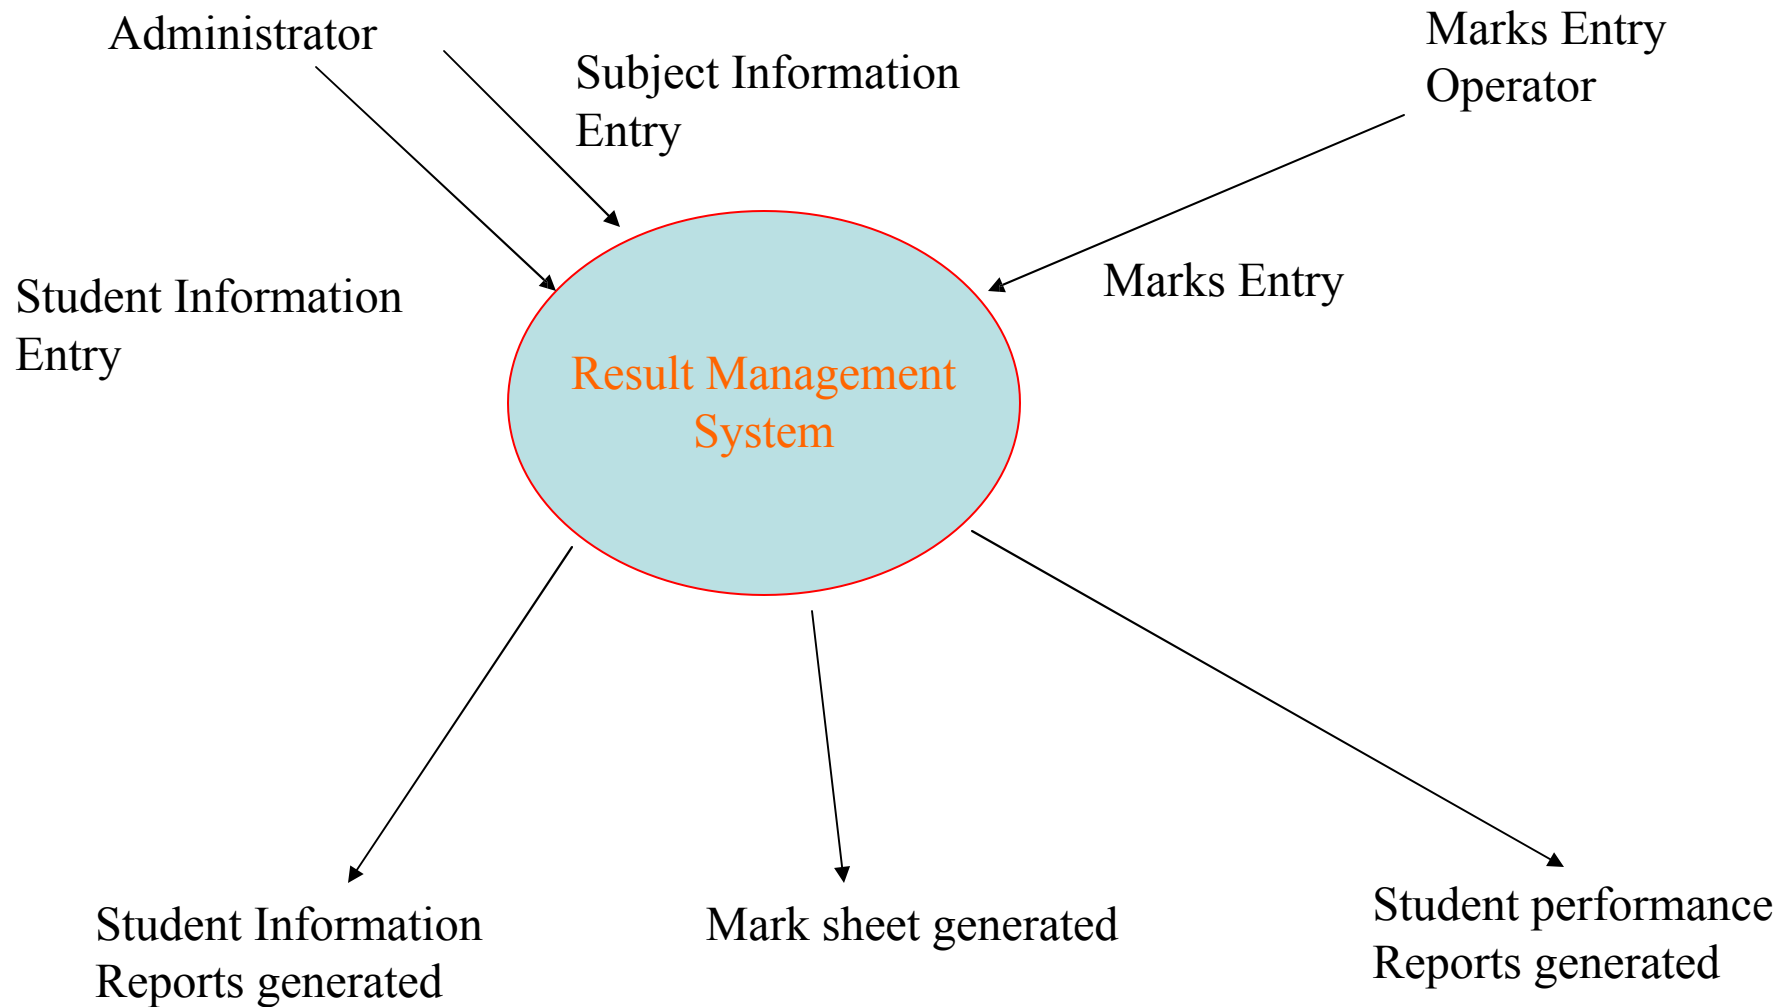 Administrator
Subject Information
Entry
Marks Entry
Operator
Student Information
Entry
Marks Entry
Result Management
System
Student Information
Reports generated
Mark sheet generated
Student performance
Reports generated